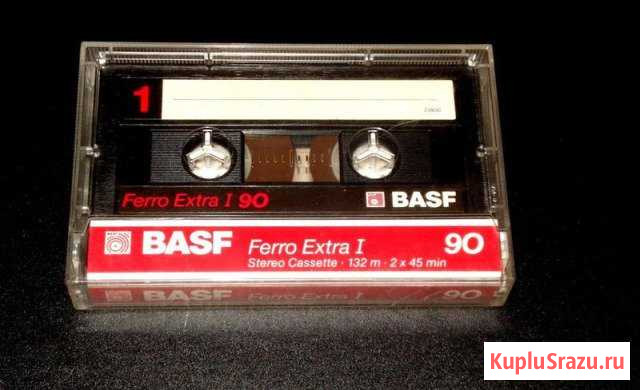 1
Ferro Extra I 90
BASF
BASF Ferro Extra I 90
Stereo Cassette · 132 m · 2 x 45 min
BASF Ferro Extra I 90
KupluSrazu.ru